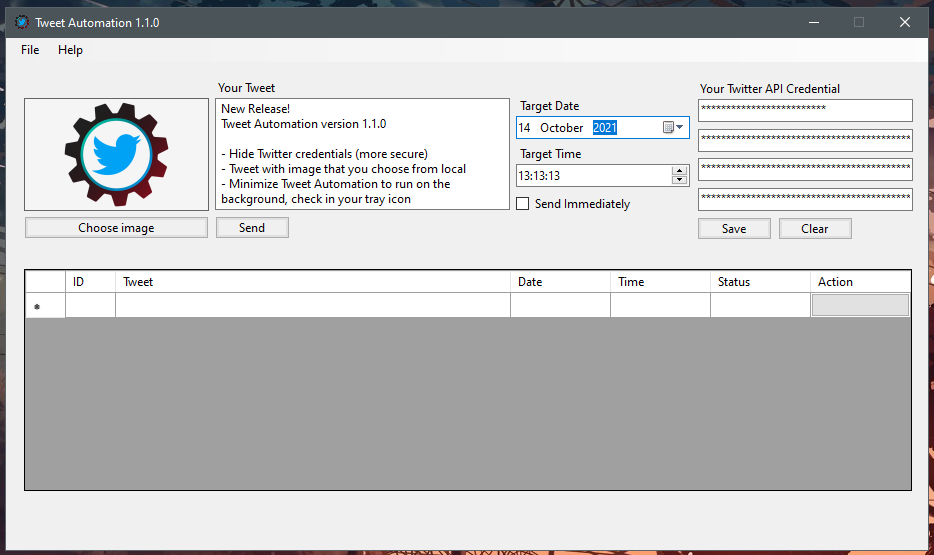 Tweet Automation 1.1.0
File Help
Your Tweet
New Release!
Tweet Automation version 1.1.0
- Hide Twitter credentials (more secure)
- Tweet with image that you choose from local
- Minimize Tweet Automation to run on the
background, check in your tray icon
Choose image
Send
Target Date
14 October 2021
Target Time
13:13:13
Send Immediately
Your Twitter API Credential
*************************
******************************************
******************************************
******************************************
Save Clear
ID Tweet Date Time Status Action
*